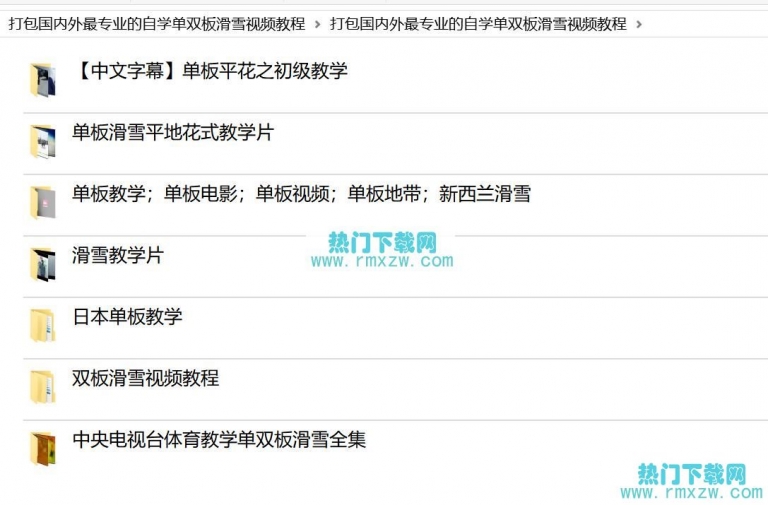 打包国内外最专业的自学单双板滑雪视频教程 > 打包国内外最专业的自学单双板滑雪视频教程 >
【中文字幕】单板平花之初级教学
单板滑雪平地花式教学片
单板教学；单板电影；单板视频；单板地带；新西兰滑雪
热门下载网
www.rmxzw.com
滑雪教学片
日本单板教学
双板滑雪视频教程
中央电视台体育教学单双板滑雪全集
热门下载网
www.rmxzw.com